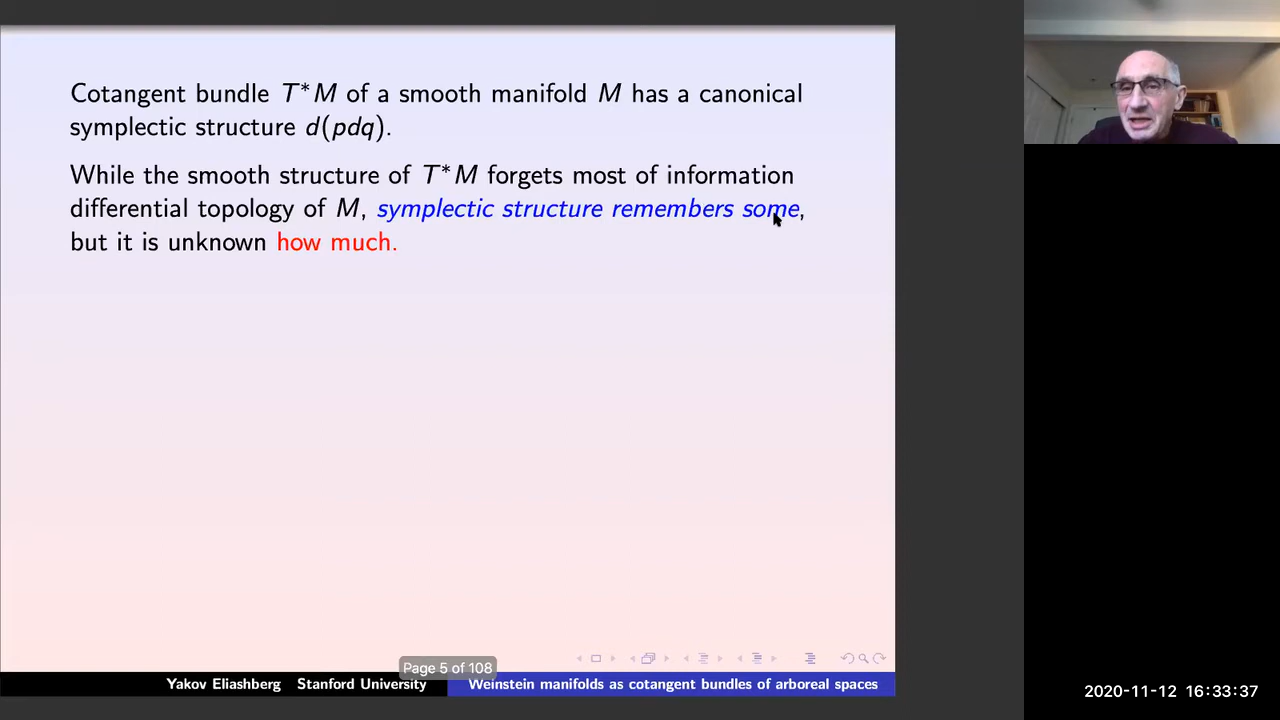 Cotangent bundle T*M of a smooth manifold M has a canonical
symplectic structure d(pdq).
While the smooth structure of T*M forgets most of information
differential topology of M, symplectic structure remembers some,
but it is unknown how much.
Page 5 of 108
Yakov Eliashberg Stanford University Weinstein manifolds as cotangent bundles of arboreal spaces
2020-11-12 16:33:37